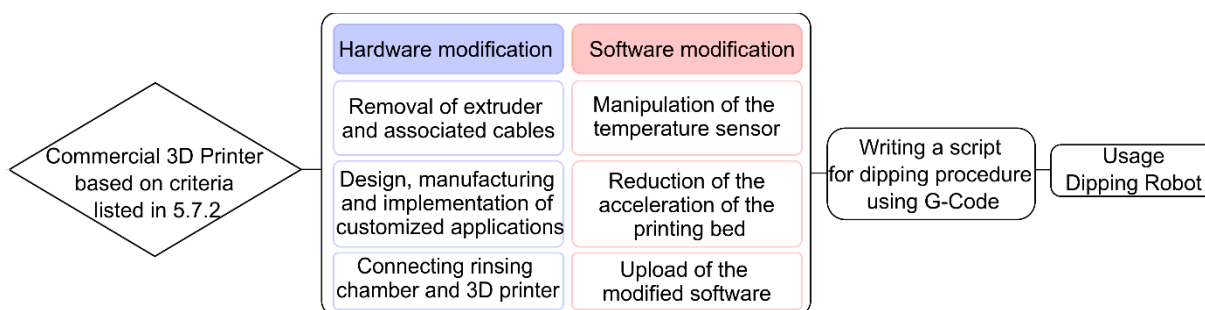 Commercial 3D Printer
based on criteria
listed in 5.7.2
Hardware modification
Removal of extruder
and associated cables
Design, manufacturing
and implementation of
customized applications
Connecting rinsing
chamber and 3D printer
Software modification
Manipulation of the
temperature sensor
Reduction of the
acceleration of the
printing bed
Upload of the
modified software
Writing a script
for dipping procedure
using G-Code
Usage
Dipping Robot